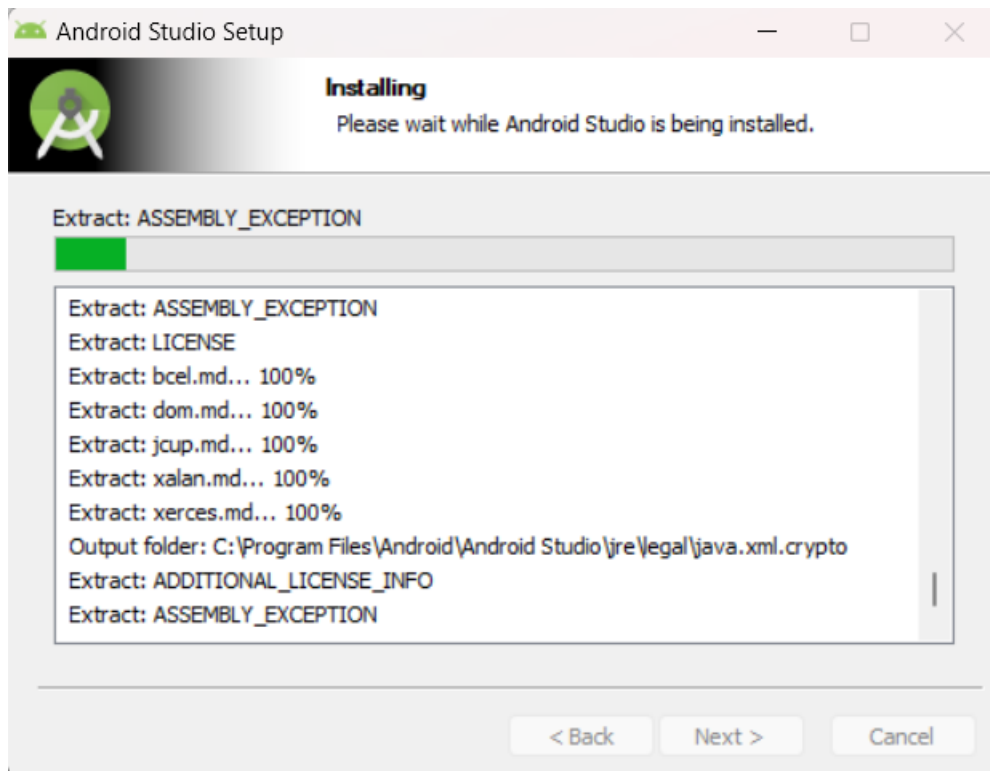 Android Studio Setup
Installing
Please wait while Android Studio is being installed.
Extract: ASSEMBLY_EXCEPTION
Extract: ASSEMBLY_EXCEPTION
Extract: LICENSE
Extract: bcel.md... 100%
Extract: dom.md... 100%
Extract: jcup.md... 100%
Extract: xalan.md... 100%
Extract: xerces.md... 100%
Output folder: C:\Program Files\Android\Android Studio\jre\legal\java.xml.crypto
Extract: ADDITIONAL_LICENSE_INFO
Extract: ASSEMBLY_EXCEPTION
< Back Next > Cancel